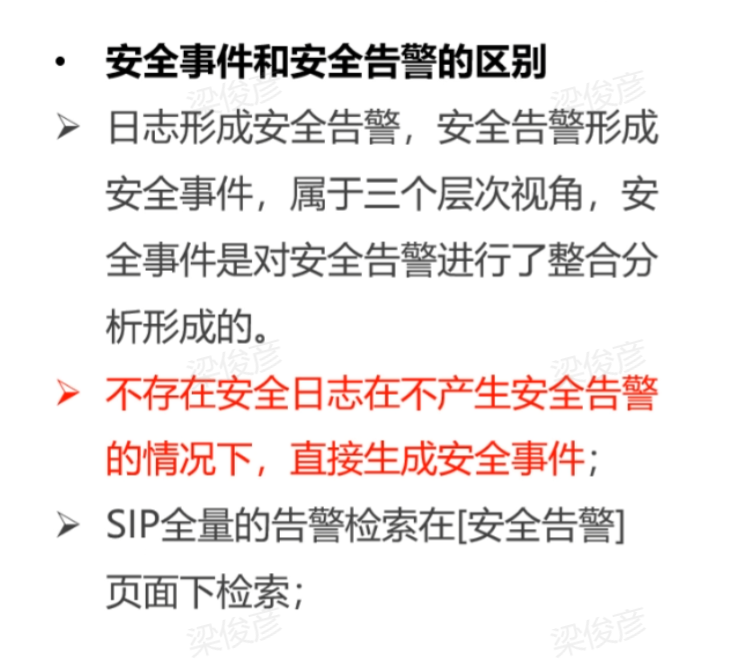 • 安全事件和安全告警的区别
➢ 日志形成安全告警，安全告警形成
安全事件，属于三个层次视角，安
全事件是对安全告警进行了整合分
析形成的。
➢ 不存在安全日志在不产生安全告警
的情况下，直接生成安全事件；
➢ SIP全量的告警检索在[安全告警]
页面下检索；
梁俊彦
梁俊彦
梁俊彦
梁俊彦
梁俊彦
梁俊彦